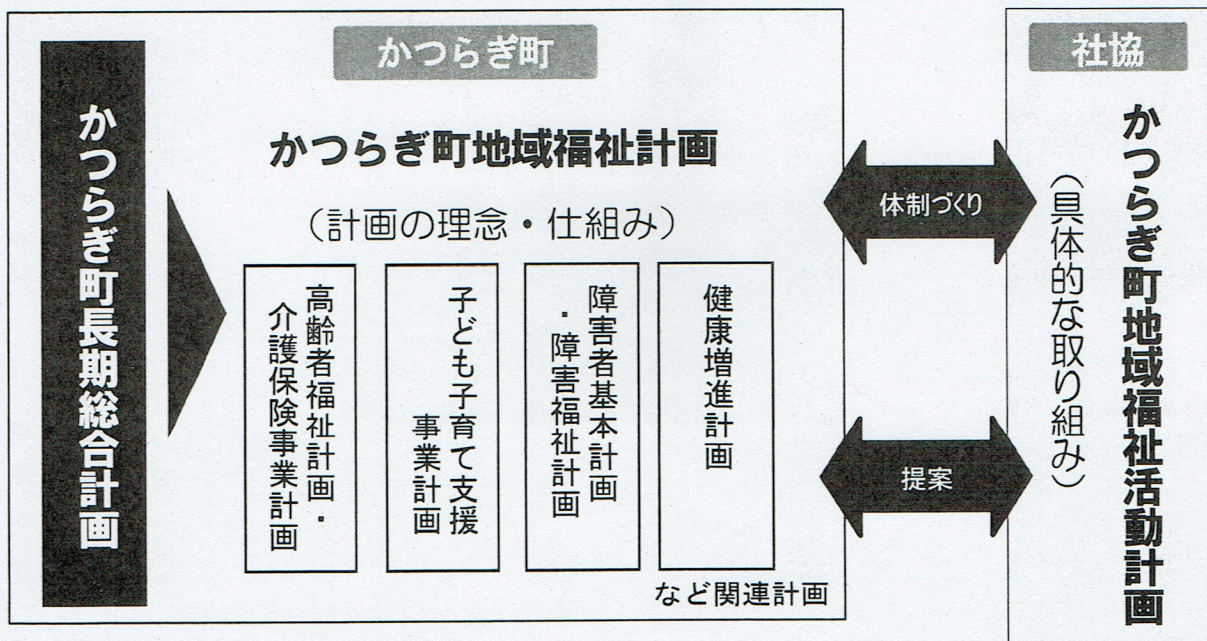 かつらぎ町長期総合計画
かつらぎ町
かつらぎ町地域福祉計画
(計画の理念・仕組み)
高齢者福祉計画・
介護保険事業計画
子ども子育て支援
事業計画
障害者基本計画
・障害福祉計画
健康増進計画
など関連計画
体制づくり
提案
社協
かつらぎ町地域福祉活動計画
(具体的な取り組み)